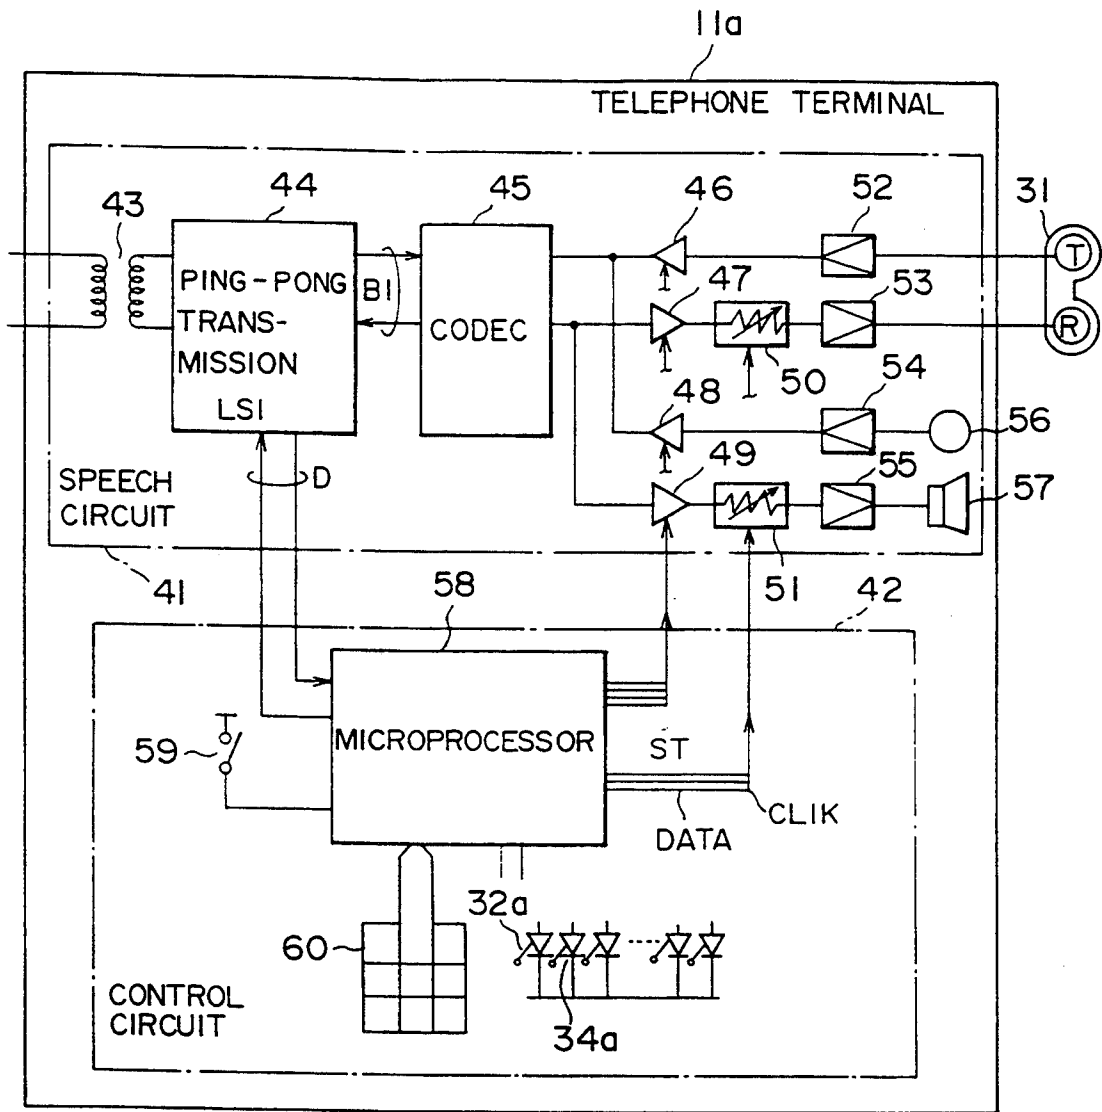 11a
TELEPHONE TERMINAL
43
44
45
46
52
31
T
PING-PONG
TRANS-
MISSION
LSI
B1
CODEC
47
53
R
50
48
54
56
D
49
55
57
SPEECH
CIRCUIT
41
58
51
42
59
MICROPROCESSOR
ST
CLIK
DATA
32a
60
34a
CONTROL
CIRCUIT